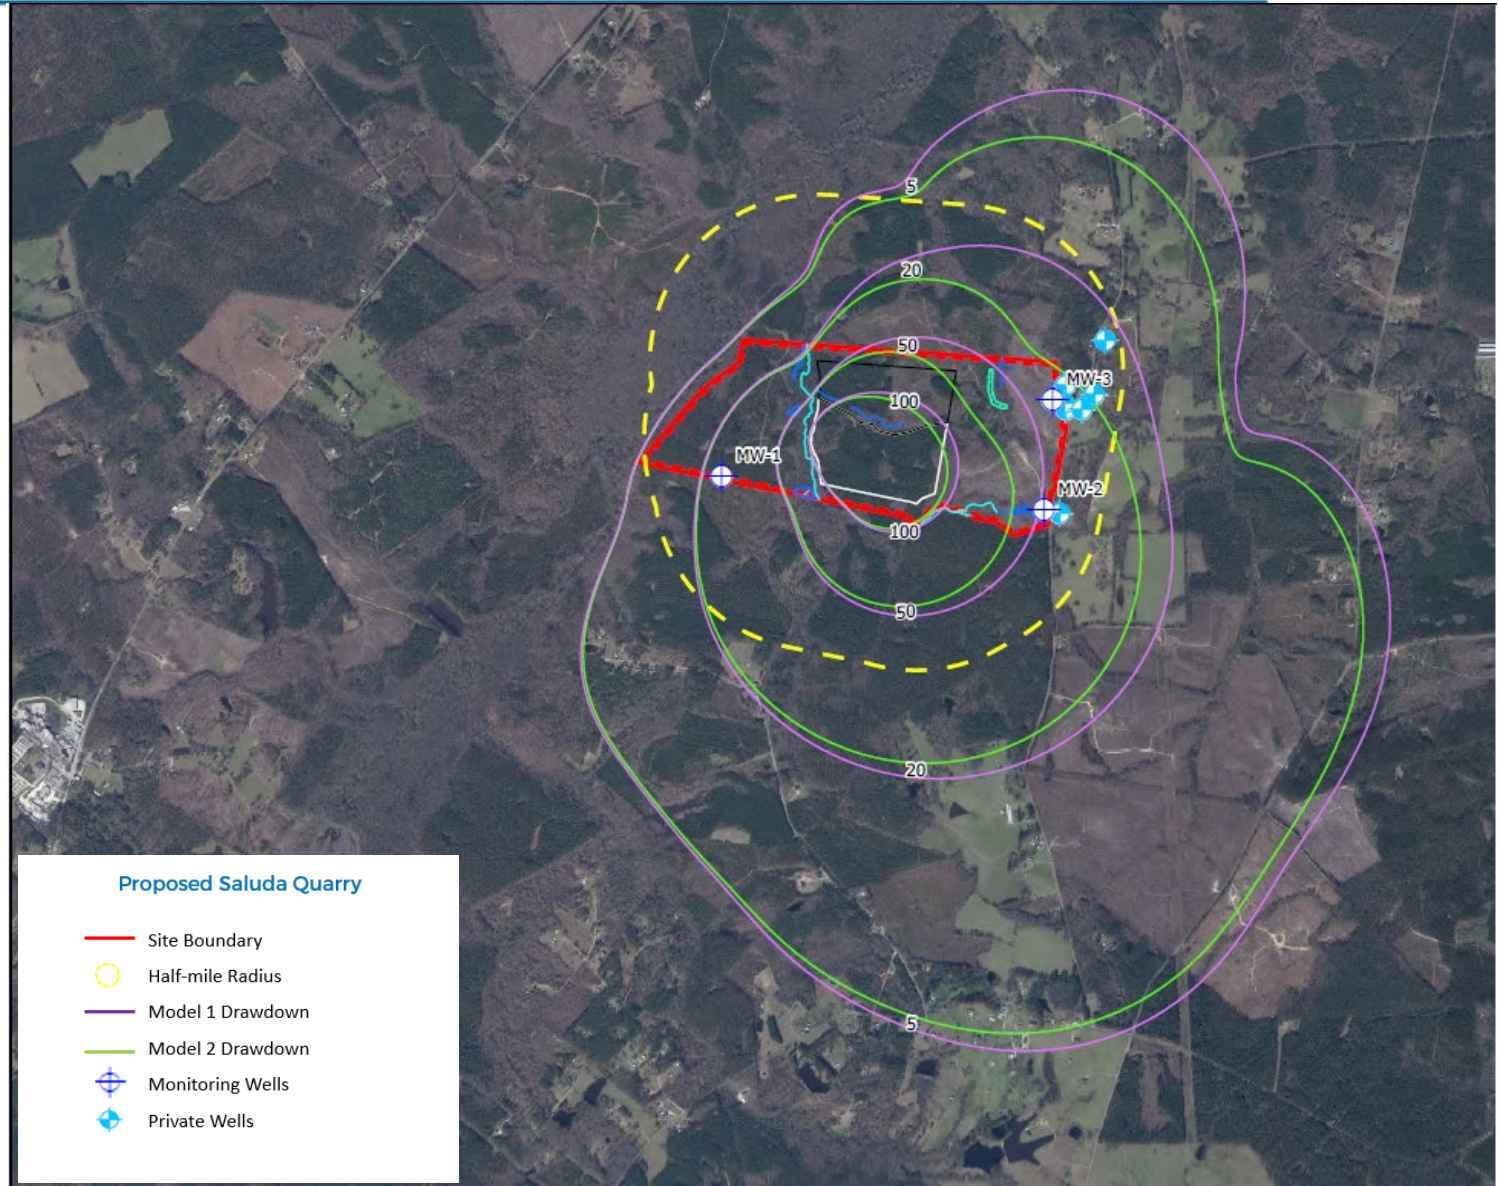 5
20
50
100
MW-3
MW-1
MW-2
100
50
20
5
Proposed Saluda Quarry
Site Boundary
Half-mile Radius
Model 1 Drawdown
Model 2 Drawdown
Monitoring Wells
Private Wells